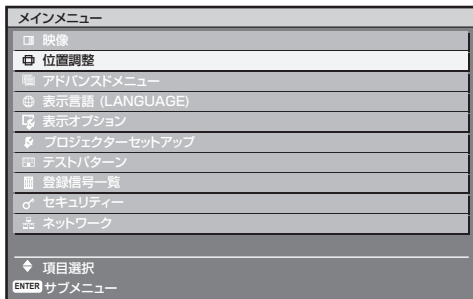 メインメニュー
映像
位置調整
アドバンスドメニュー
表示言語 (LANGUAGE)
表示オプション
プロジェクターセットアップ
テストパターン
登録信号一覧
セキュリティー
ネットワーク
項目選択
ENTER サブメニュー